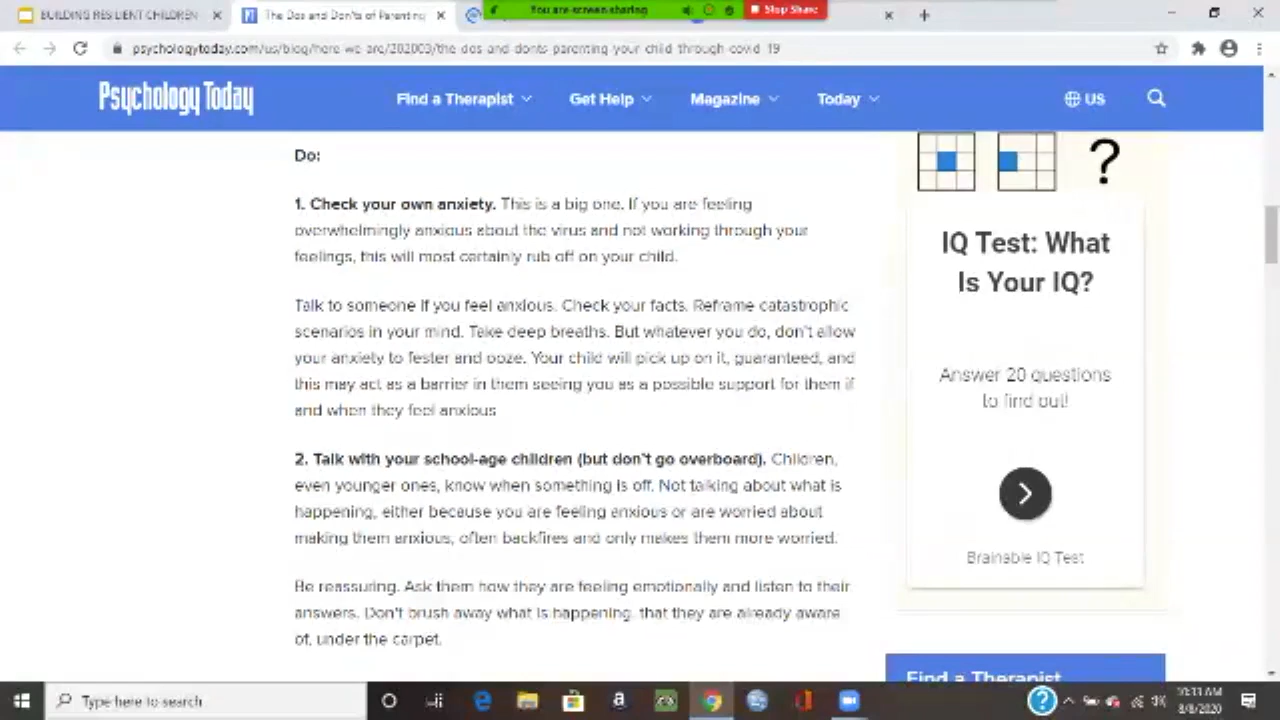 BUILDING RESILIENT CHILDREN
The Dos and Don'ts of Parenting
You are screen sharing
Stop Share
psychologytoday.com/us/blog/here-we-are/202003/the-dos-and-donts-parenting-your-child-through-covid-19
Psychology Today
Find a Therapist
Get Help
Magazine
Today
US
Do:
1. Check your own anxiety. This is a big one. If you are feeling
overwhelmingly anxious about the virus and not working through your
feelings, this will most certainly rub off on your child.
Talk to someone if you feel anxious. Check your facts. Reframe catastrophic
scenarios in your mind. Take deep breaths. But whatever you do, don't allow
your anxiety to fester and ooze. Your child will pick up on it, guaranteed, and
this may act as a barrier in them seeing you as a possible support for them if
and when they feel anxious
2. Talk with your school-age children (but don't go overboard). Children,
even younger ones, know when something is off. Not talking about what is
happening, either because you are feeling anxious or are worried about
making them anxious, often backfires and only makes them more worried.
Be reassuring. Ask them how they are feeling emotionally and listen to their
answers. Don't brush away what is happening, that they are already aware
of, under the carpet.
?
IQ Test: What
Is Your IQ?
Answer 20 questions
to find out!
Brainable IQ Test
Find a Therapist
Type here to search
8/8/2020